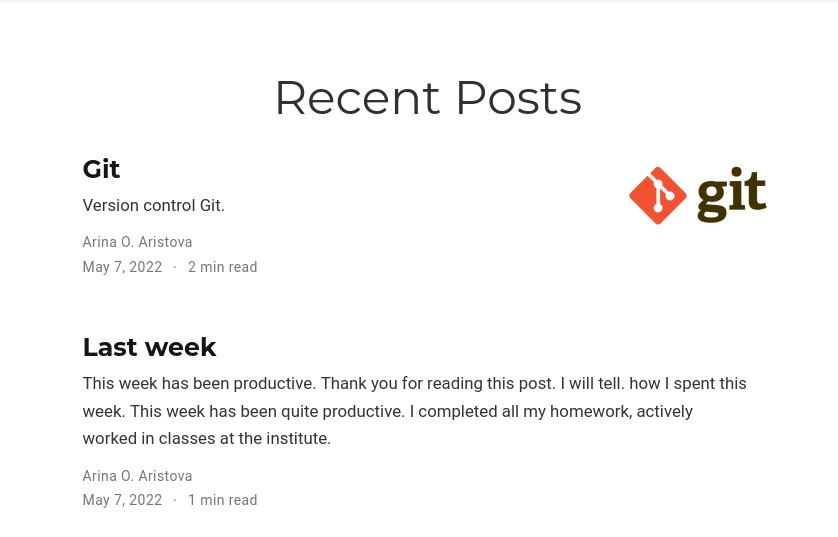 Recent Posts
Git
git
Version control Git.
Arina O. Aristova
May 7, 2022 · 2 min read
Last week
This week has been productive. Thank you for reading this post. I will tell. how I spent this
week. This week has been quite productive. I completed all my homework, actively
worked in classes at the institute.
Arina O. Aristova
May 7, 2022 · 1 min read